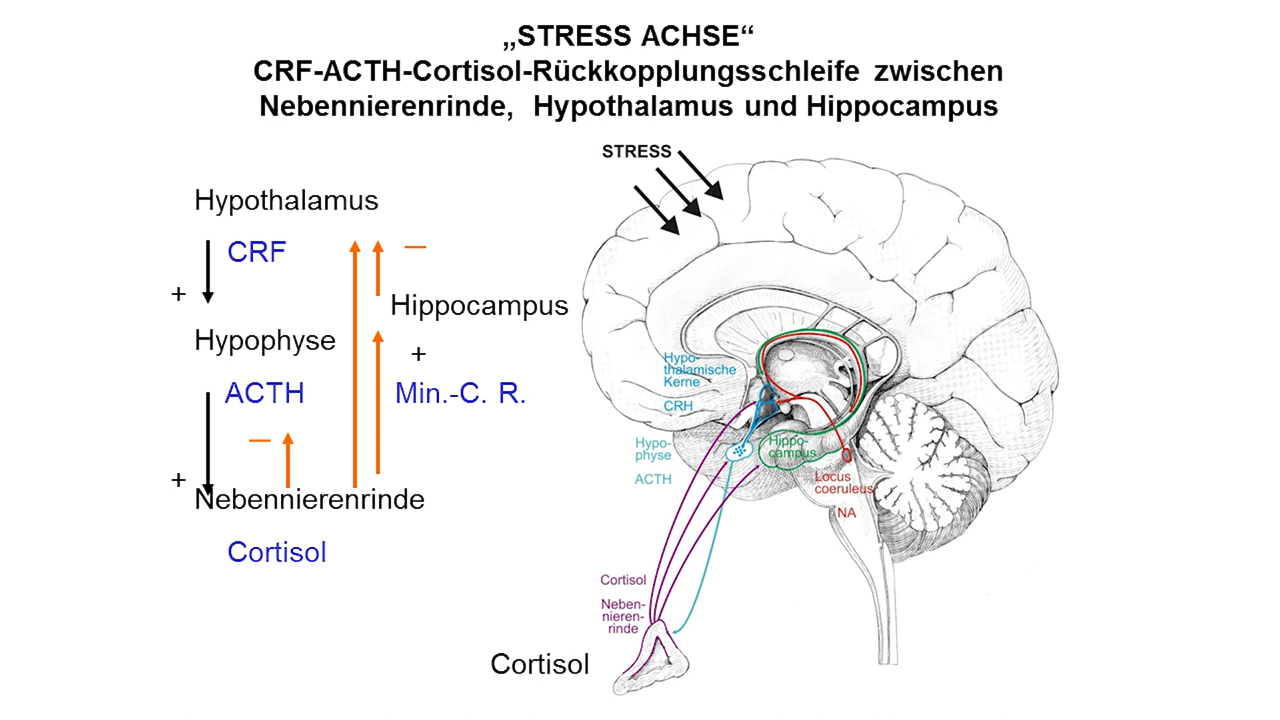 „STRESS ACHSE“
CRF-ACTH-Cortisol-Rückkopplungsschleife zwischen
Nebennierenrinde, Hypothalamus und Hippocampus
Hypothalamus
CRF
–
+
Hippocampus
Hypophyse
+
ACTH
Min.-C. R.
–
+
Nebennierenrinde
Cortisol
STRESS
Hypo-
thalamische
Kerne
CRH
Hypo-
physe
ACTH
Hippo-
campus
Locus
coeruleus
NA
Cortisol
Neben-
nieren-
rinde
Cortisol